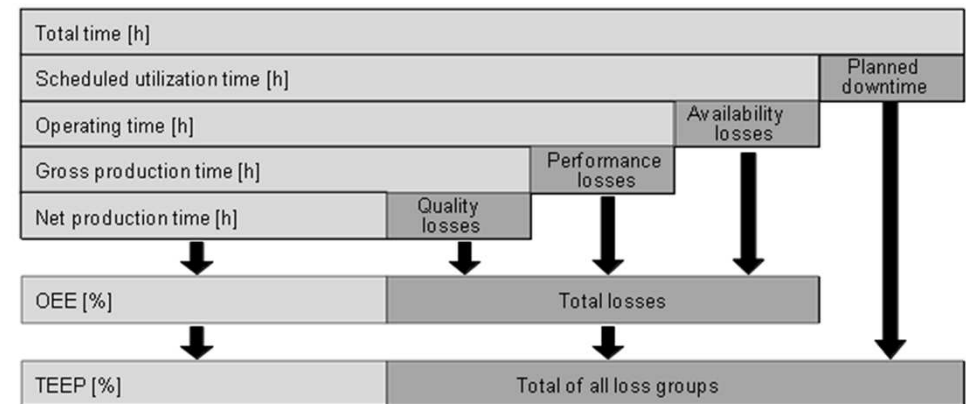 Total time [h]
Scheduled utilization time [h]
Planned
downtime
Operating time [h]
Availability
losses
Gross production time [h]
Performance
losses
Net production time [h]
Quality
losses
OEE [%]
Total losses
TEEP [%]
Total of all loss groups